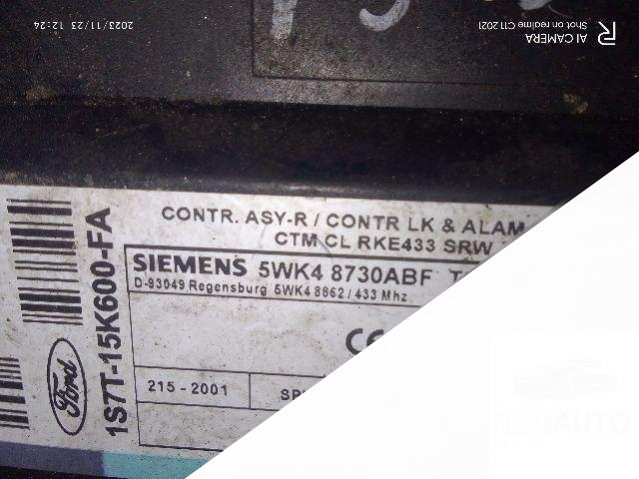 AI CAMERA
Shot on realme C11 2021
2023/11/23 12:24
CONTR. ASY-R / CONTR LK & ALAM
CTM CL RKE433 SRW
SIEMENS 5WK4 8730ABF
D-93049 Regensburg 5WK4 8862 / 433 Mhz
CE
215 - 2001
Ford
1S7T-15K600-FA
TEDAUTO